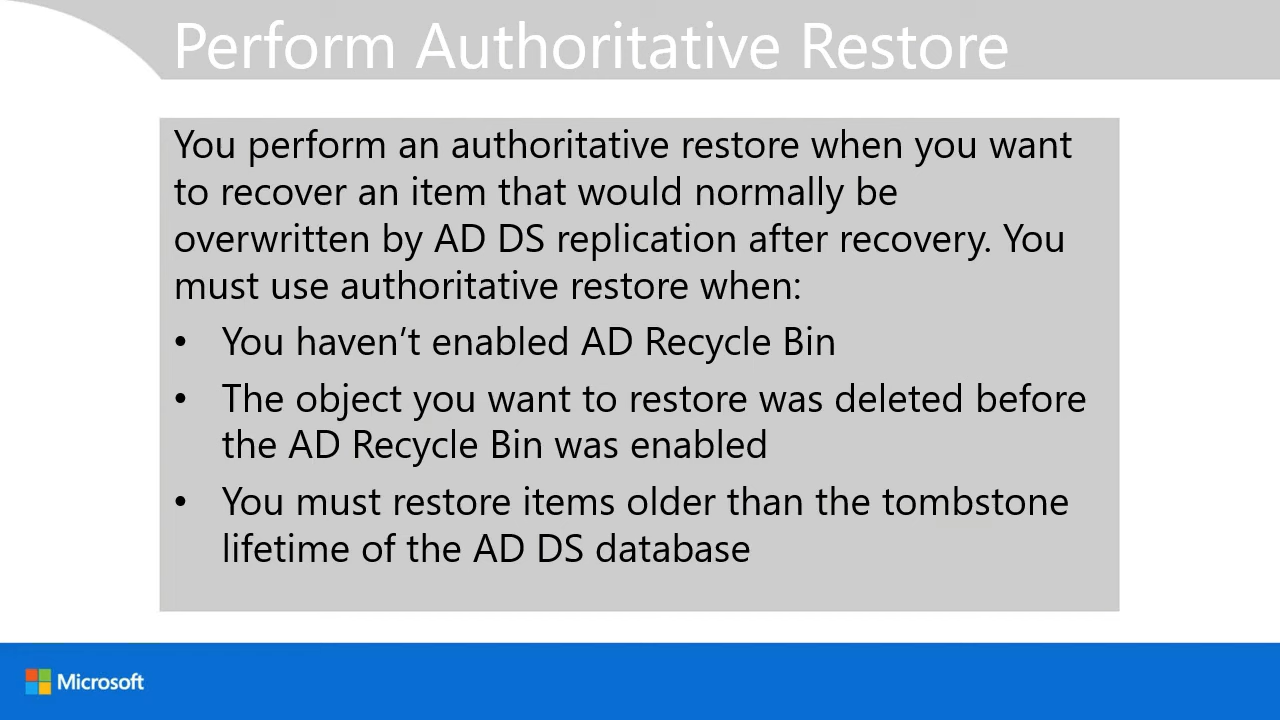 Perform Authoritative Restore
You perform an authoritative restore when you want
to recover an item that would normally be
overwritten by AD DS replication after recovery. You
must use authoritative restore when:
• You haven’t enabled AD Recycle Bin
• The object you want to restore was deleted before
the AD Recycle Bin was enabled
• You must restore items older than the tombstone
lifetime of the AD DS database
Microsoft